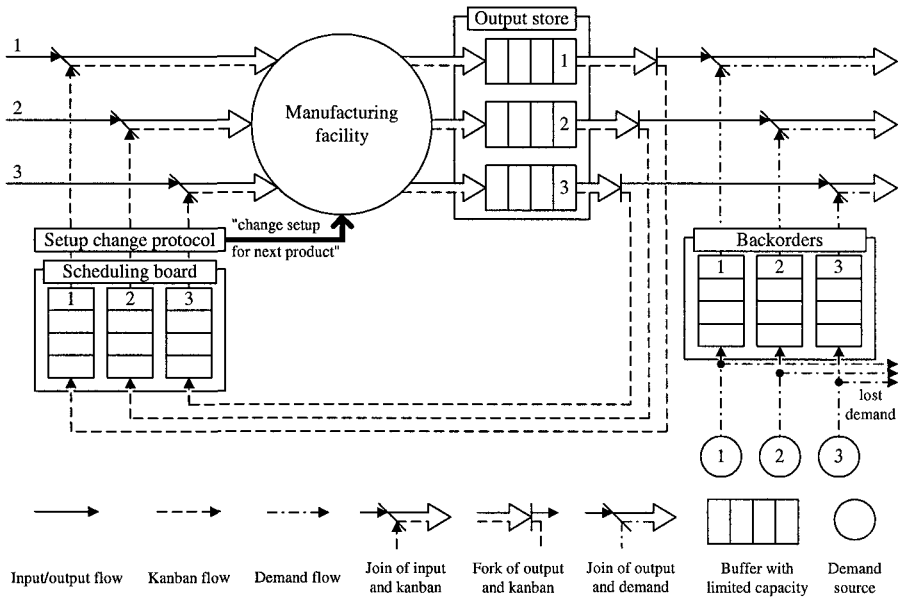 Output store
1
1
2
Manufacturing
facility
2
3
3
"change setup
for next product"
Setup change protocol
Scheduling board
1 2 3
Backorders
1 2 3
lost
demand
1 2 3
Input/output flow
Kanban flow
Demand flow
Join of input
and kanban
Fork of output
and kanban
Join of output
and demand
Buffer with
limited capacity
Demand
source